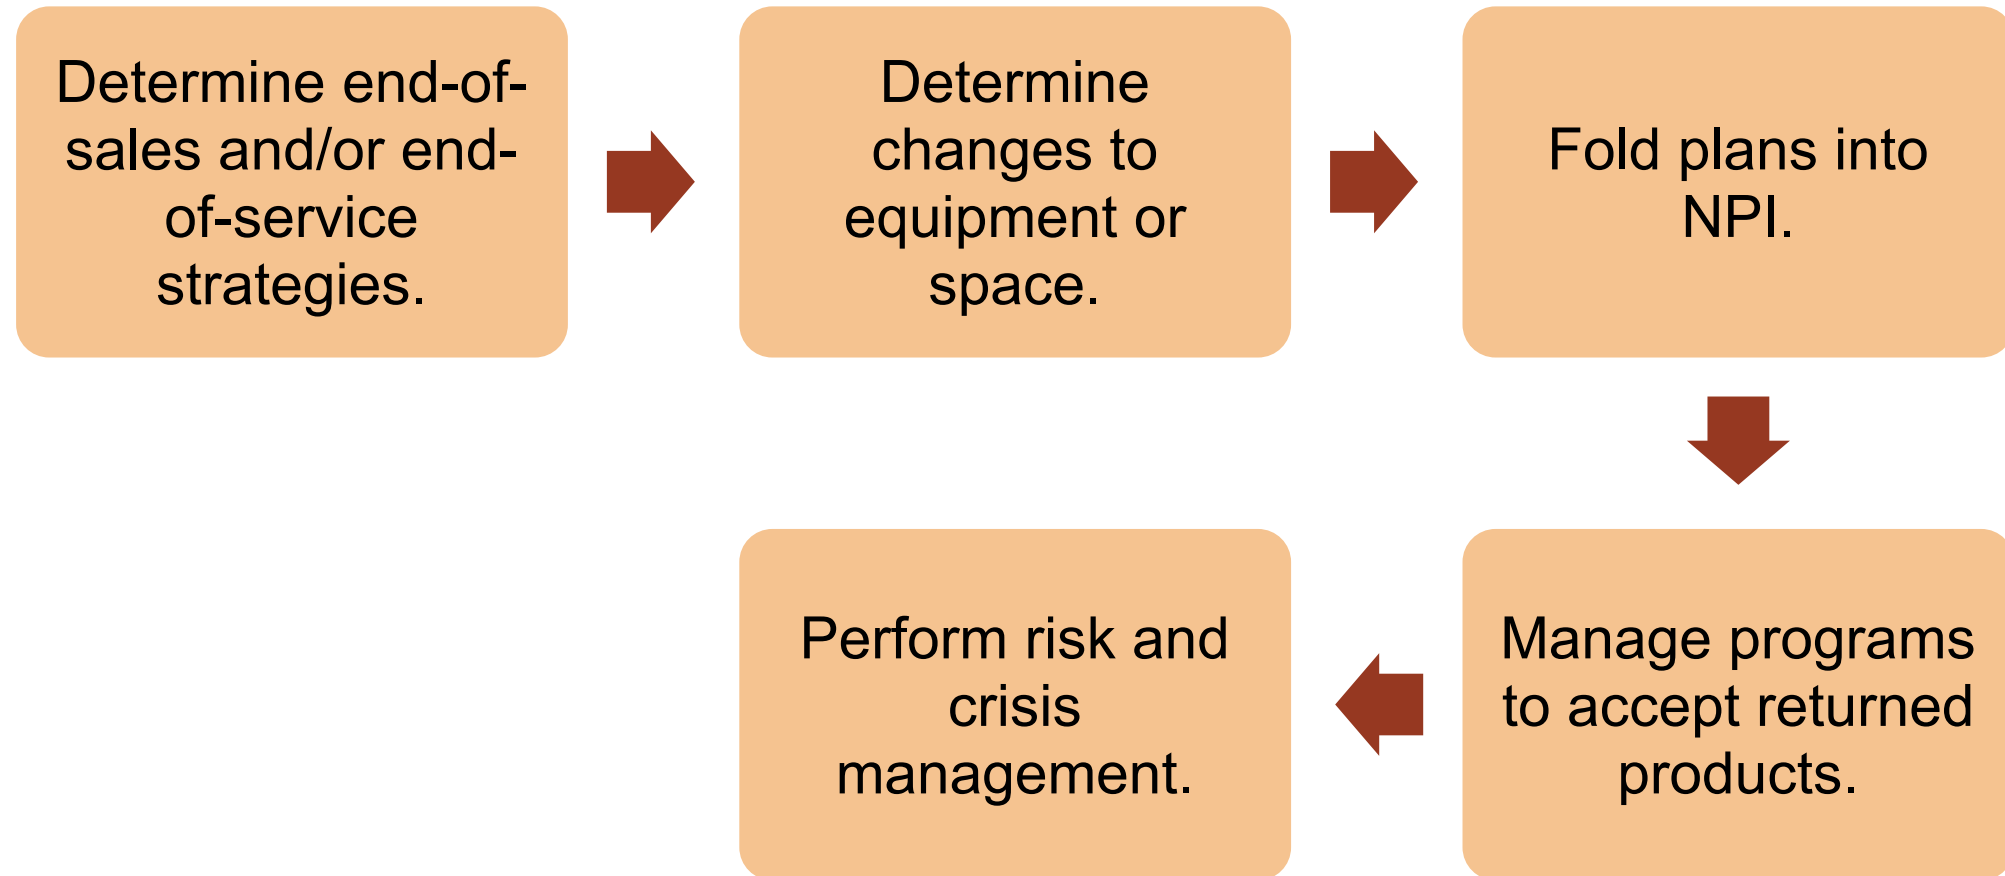 Determine end-of-
sales and/or end-
of-service
strategies.
Determine
changes to
equipment or
space.
Fold plans into
NPI.
Manage programs
to accept returned
products.
Perform risk and
crisis
management.